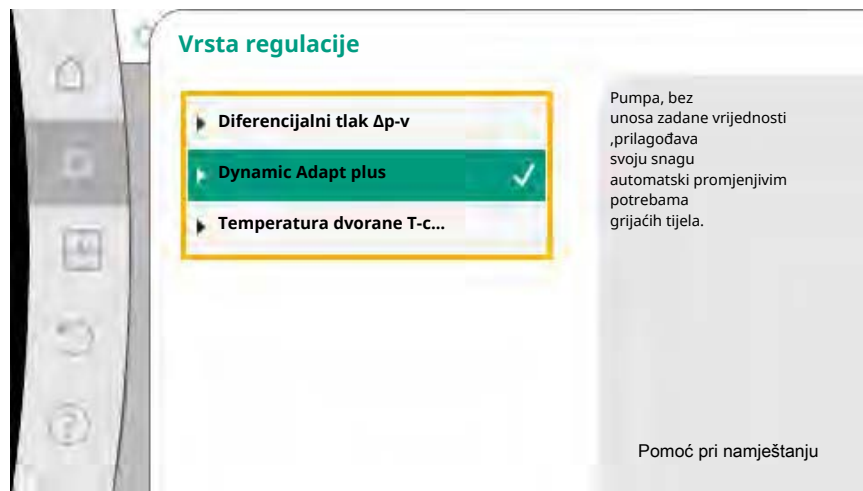 Vrsta regulacije
Diferencijalni tlak Δp-v
Dynamic Adapt plus
Temperatura dvorane T-c...
Pumpa, bez
unosa zadane vrijednosti
,prilagođava
svoju snagu
automatski promjenjivim
potrebama
grijaćih tijela.
Pomoć pri namještanju